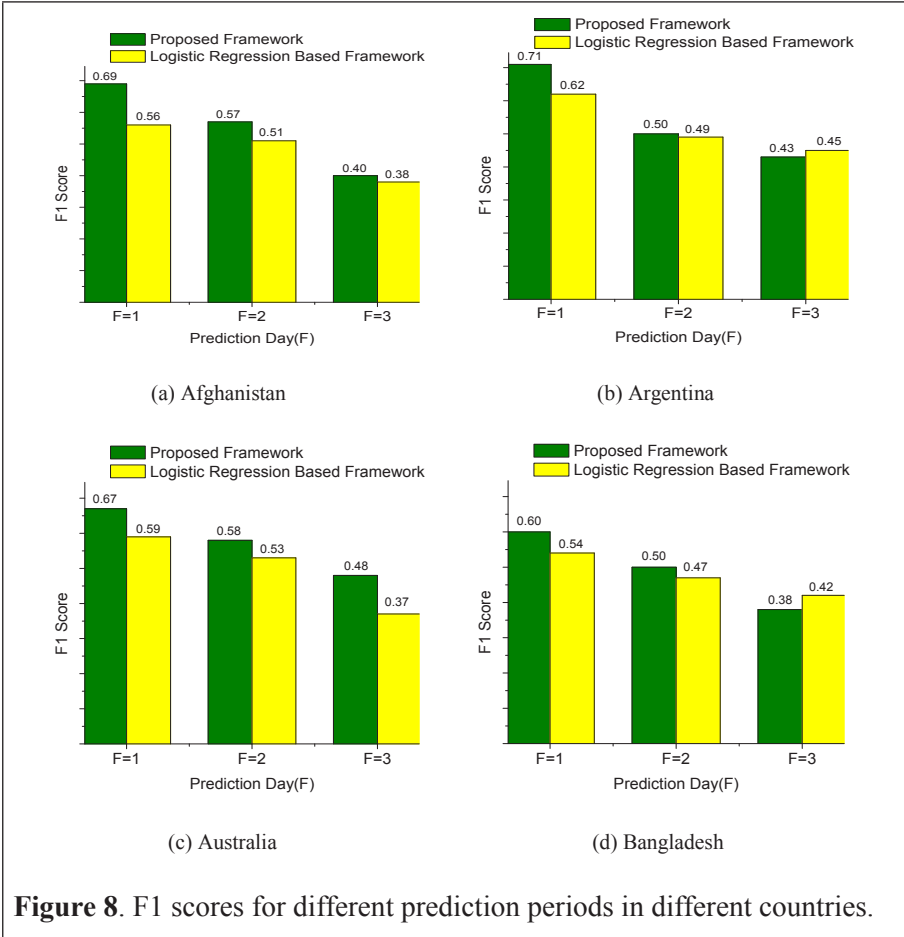 Proposed Framework
Logistic Regression Based Framework
0.69
0.56
0.57
0.51
0.40
0.38
F1 Score
F=1 F=2 F=3
Prediction Day(F)
(a) Afghanistan
Proposed Framework
Logistic Regression Based Framework
0.71
0.62
0.50
0.49
0.43
0.45
F1 Score
F=1 F=2 F=3
Prediction Day(F)
(b) Argentina
Proposed Framework
Logistic Regression Based Framework
0.67
0.59
0.58
0.53
0.48
0.37
F1 Score
F=1 F=2 F=3
Prediction Day(F)
(c) Australia
Proposed Framework
Logistic Regression Based Framework
0.60
0.54
0.50
0.47
0.38
0.42
F1 Score
F=1 F=2 F=3
Prediction Day(F)
(d) Bangladesh
Figure 8. F1 scores for different prediction periods in different countries.